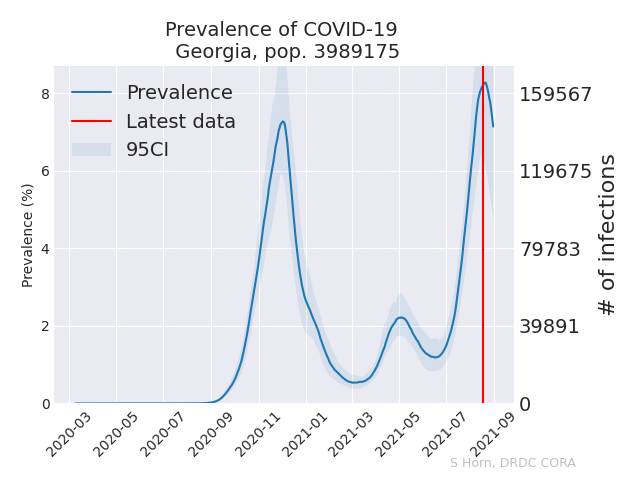 Prevalence of COVID-19
Georgia, pop. 3989175
Prevalence
Latest data
95CI
Prevalence (%)
8
6
4
2
0
159567
119675
79783
39891
0
# of infections
2020-03
2020-05
2020-07
2020-09
2020-11
2021-01
2021-03
2021-05
2021-07
2021-09
S Horn, DRDC CORA